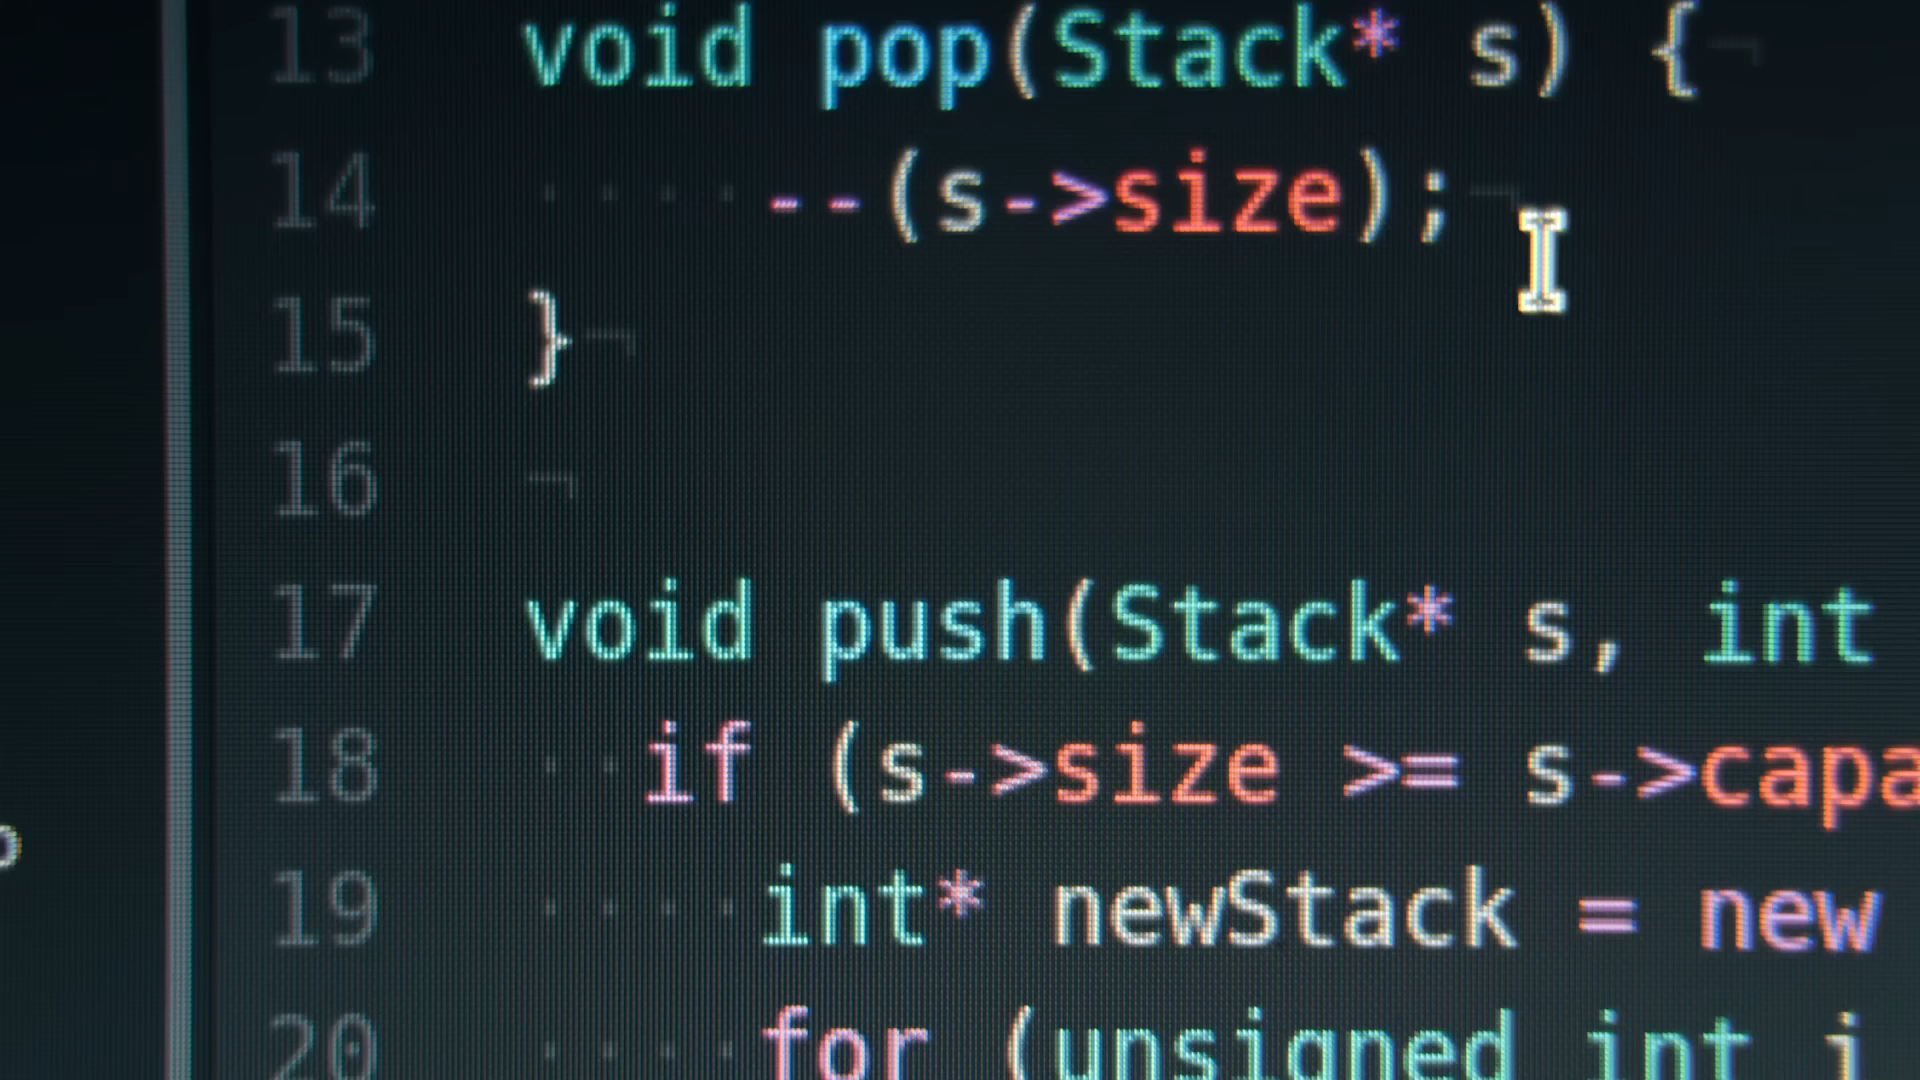 13 void pop(Stack* s) {¬
14 ····--(s->size);¬
15 }¬
16 ¬
17 void push(Stack* s, int
18 ··if (s->size >= s->capa
19 ····int* newStack = new
20 ····for (unsigned int i